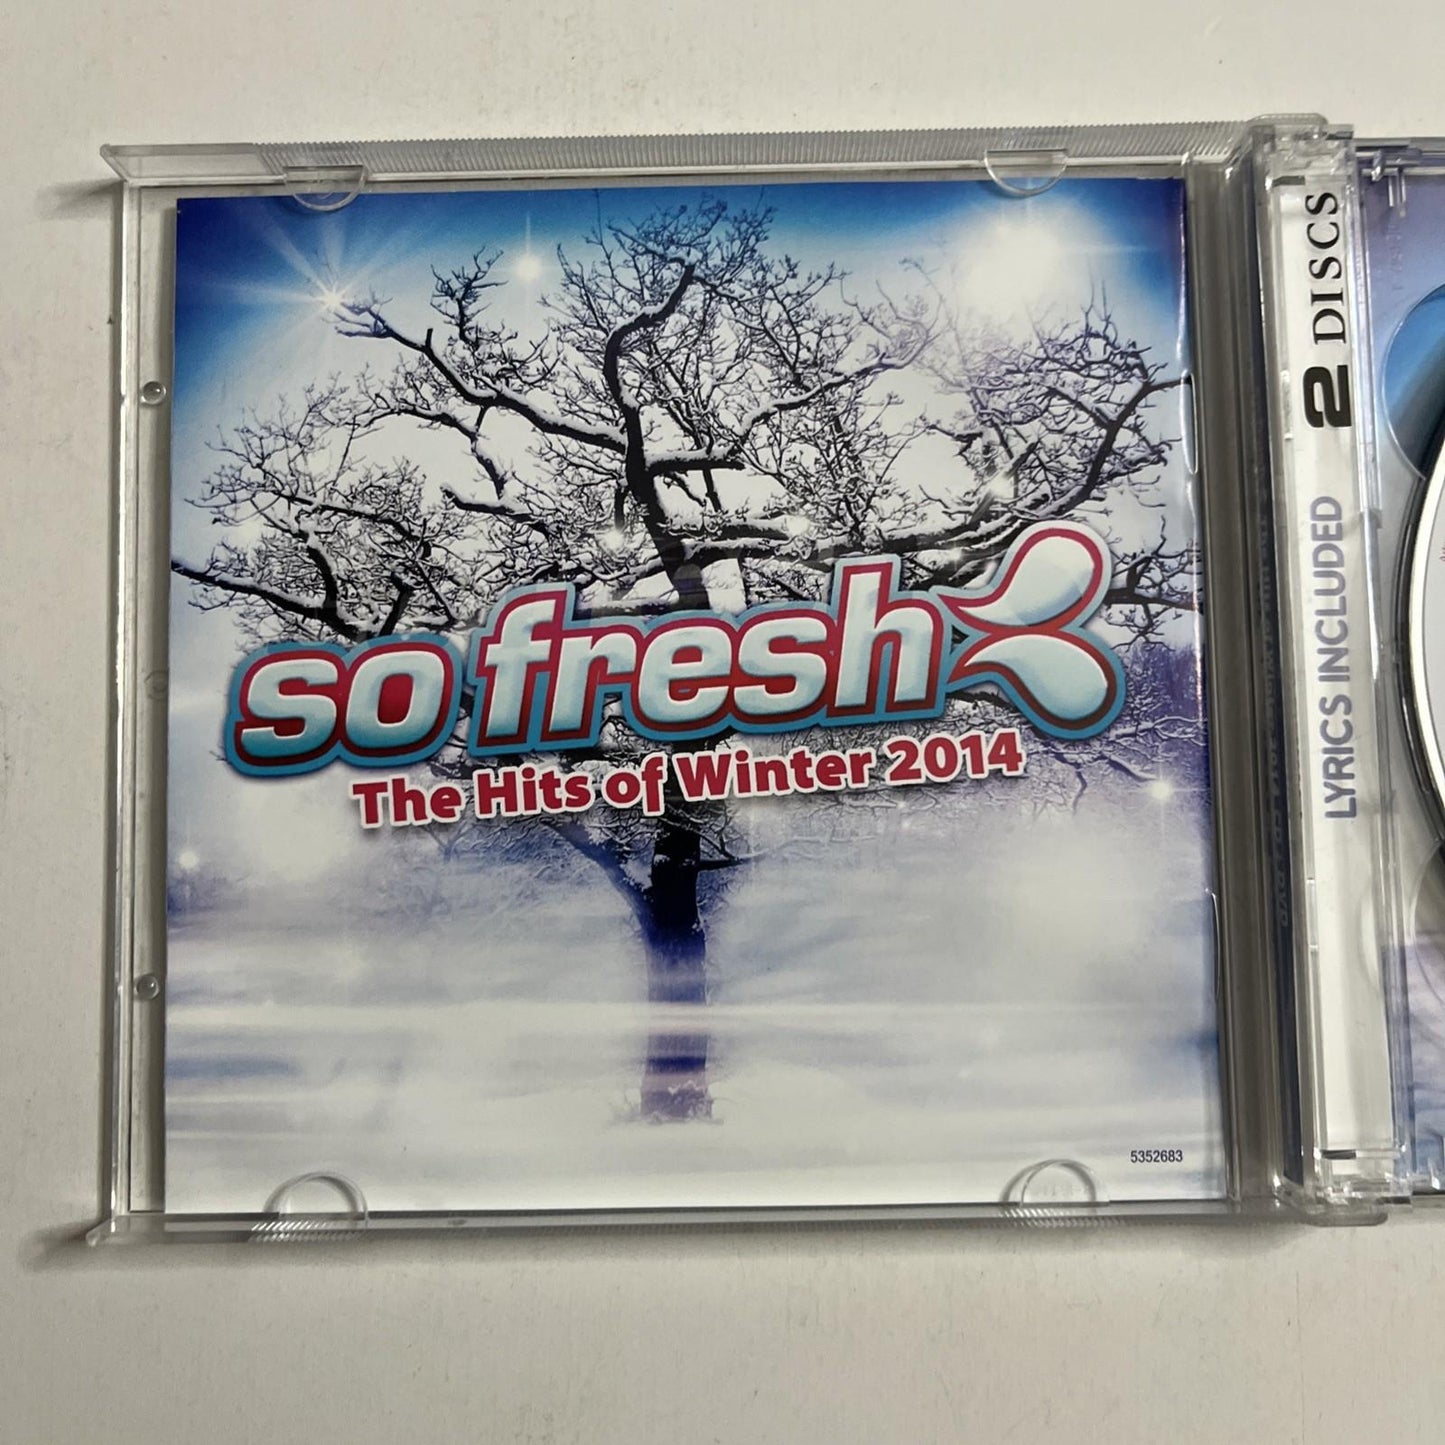 so fresh
The Hits of Winter 2014
5352683
2 DISCS
LYRICS INCLUDED